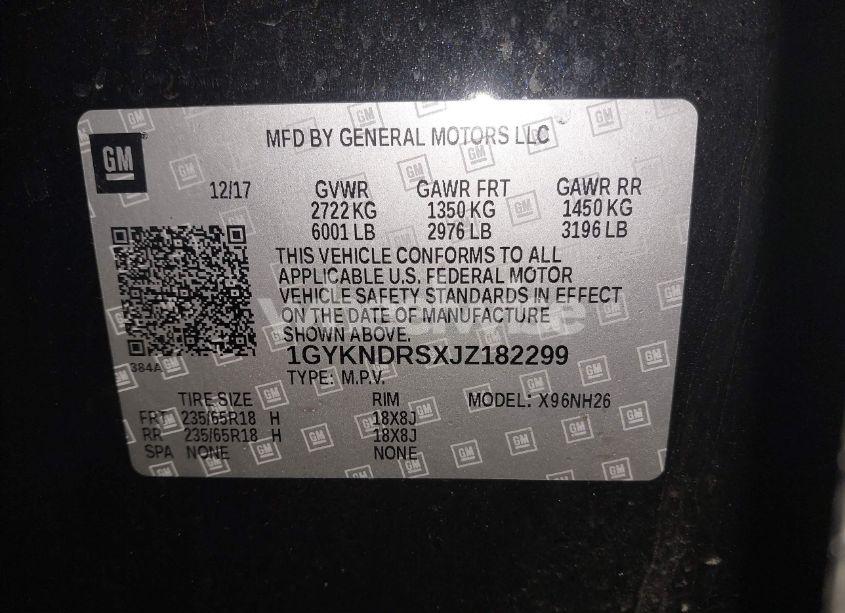 MFD BY GENERAL MOTORS LLC
GM
12/17 GVWR GAWR FRT GAWR RR
2722 KG 1350 KG 1450 KG
6001 LB 2976 LB 3196 LB
THIS VEHICLE CONFORMS TO ALL
APPLICABLE U.S. FEDERAL MOTOR
VEHICLE SAFETY STANDARDS IN EFFECT
ON THE DATE OF MANUFACTURE
SHOWN ABOVE.
1GYKNDRSXJZ182299
384A
TYPE: M.P.V.
TIRE SIZE RIM MODEL: X96NH26
FRT 235/65R18 H 18X8J
RR 235/65R18 H 18X8J
SPA NONE NONE